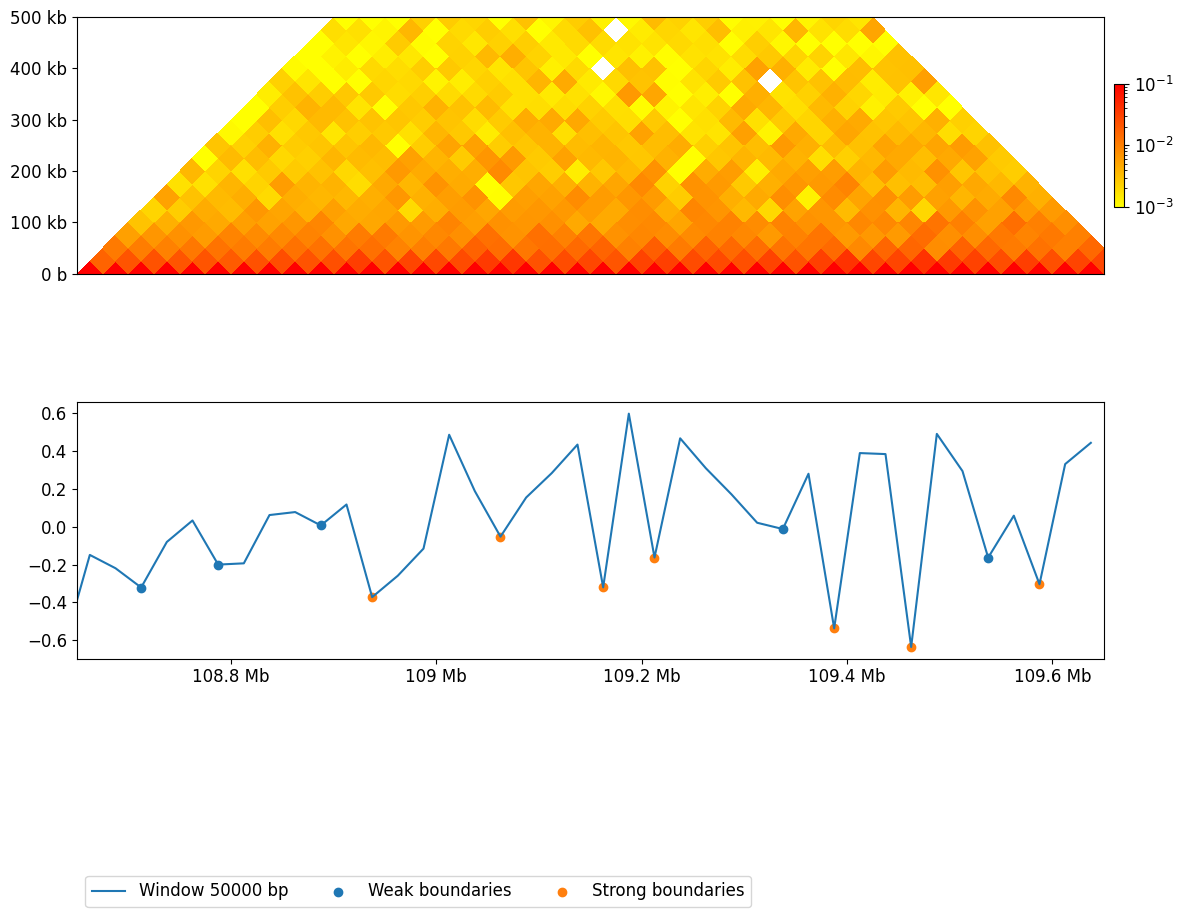 500 kb
400 kb
300 kb
200 kb
100 kb
0 b
10⁻¹
10⁻²
10⁻³
0.6
0.4
0.2
0.0
−0.2
−0.4
−0.6
108.8 Mb 109 Mb 109.2 Mb 109.4 Mb 109.6 Mb
Window 50000 bp Weak boundaries Strong boundaries